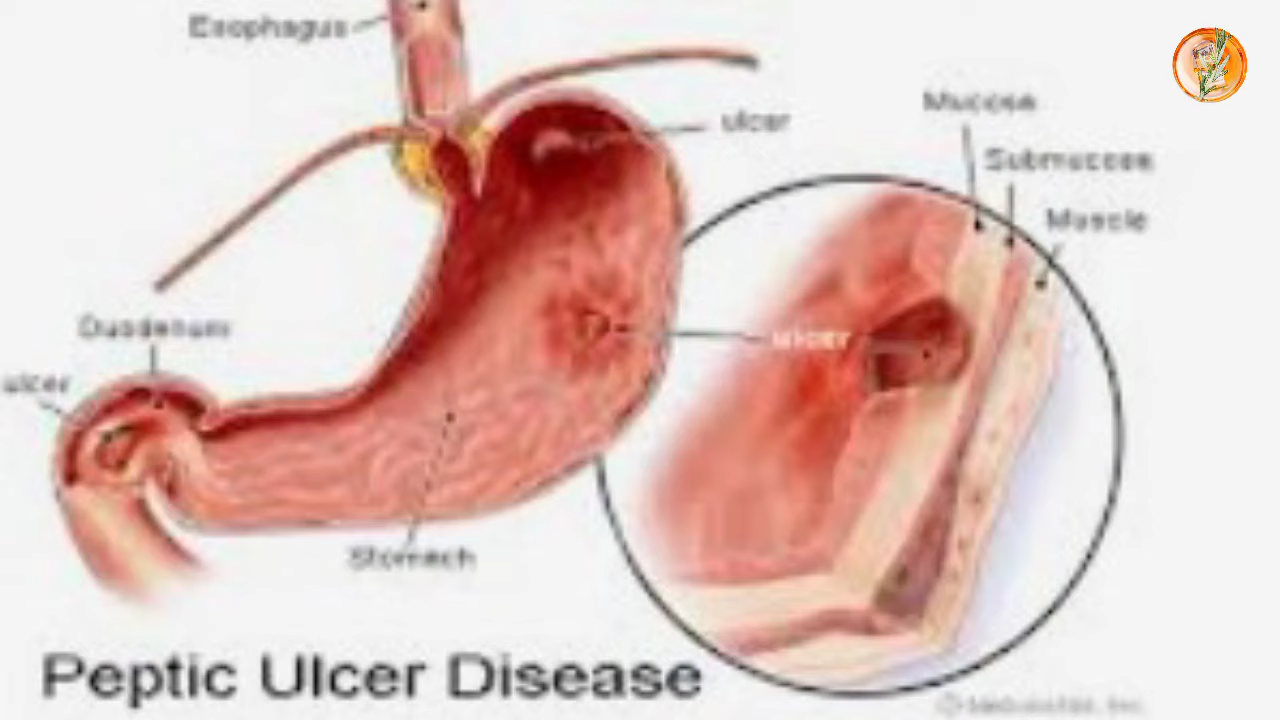 Esophagus
ulcer
Mucosa
Submucosa
Muscle
Duodenum
ulcer
ulcer
Stomach
Peptic Ulcer Disease